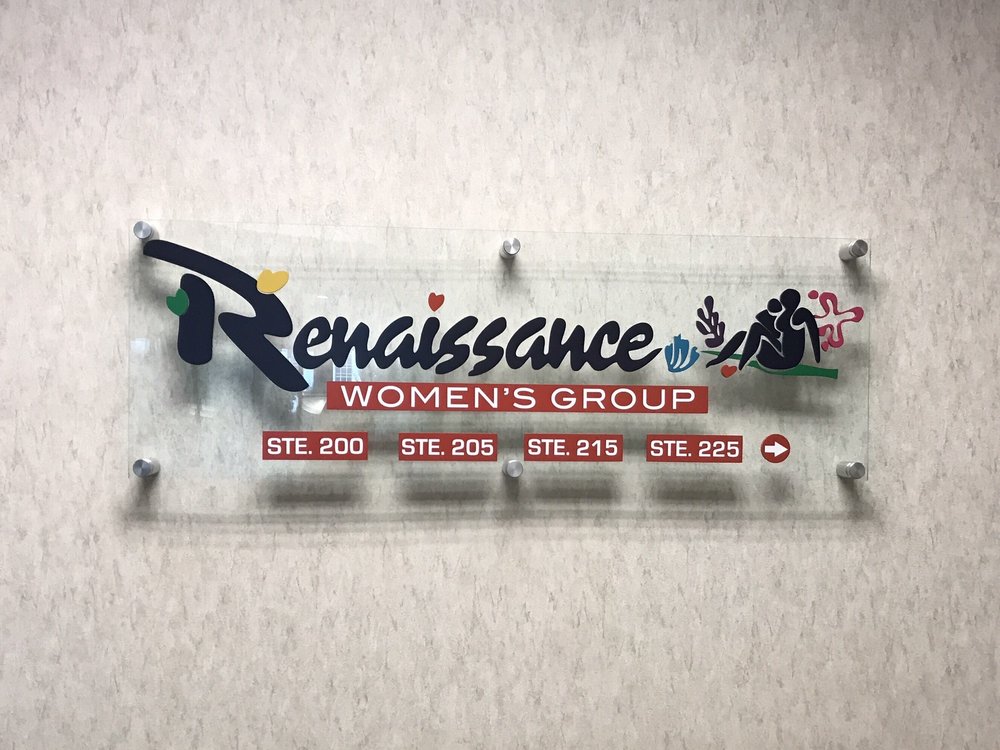 Renaissance
WOMEN'S GROUP
STE. 200 STE. 205 STE. 215 STE. 225